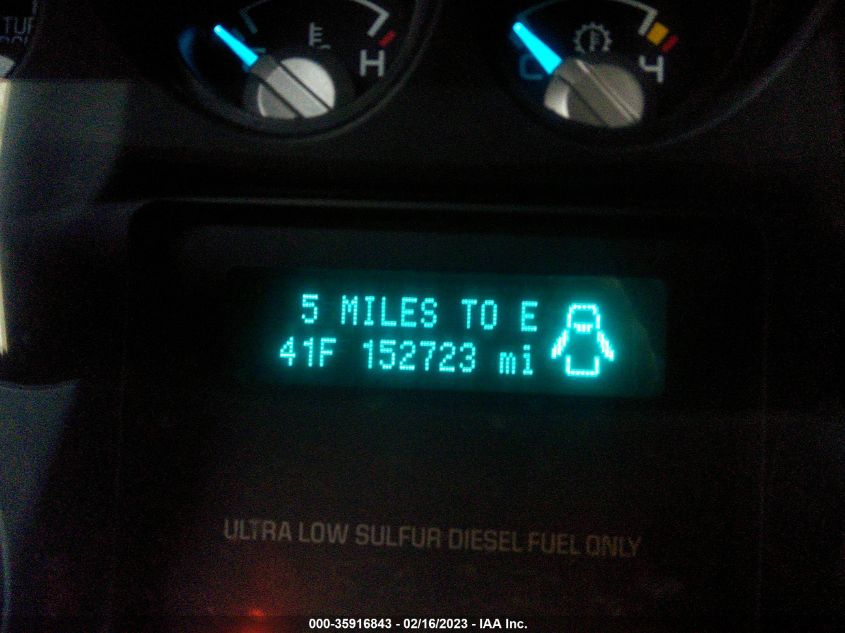 H
C
4
5 MILES TO E
41F 152723 mi
ULTRA LOW SULFUR DIESEL FUEL ONLY
000-35916843 - 02/16/2023 - IAA Inc.